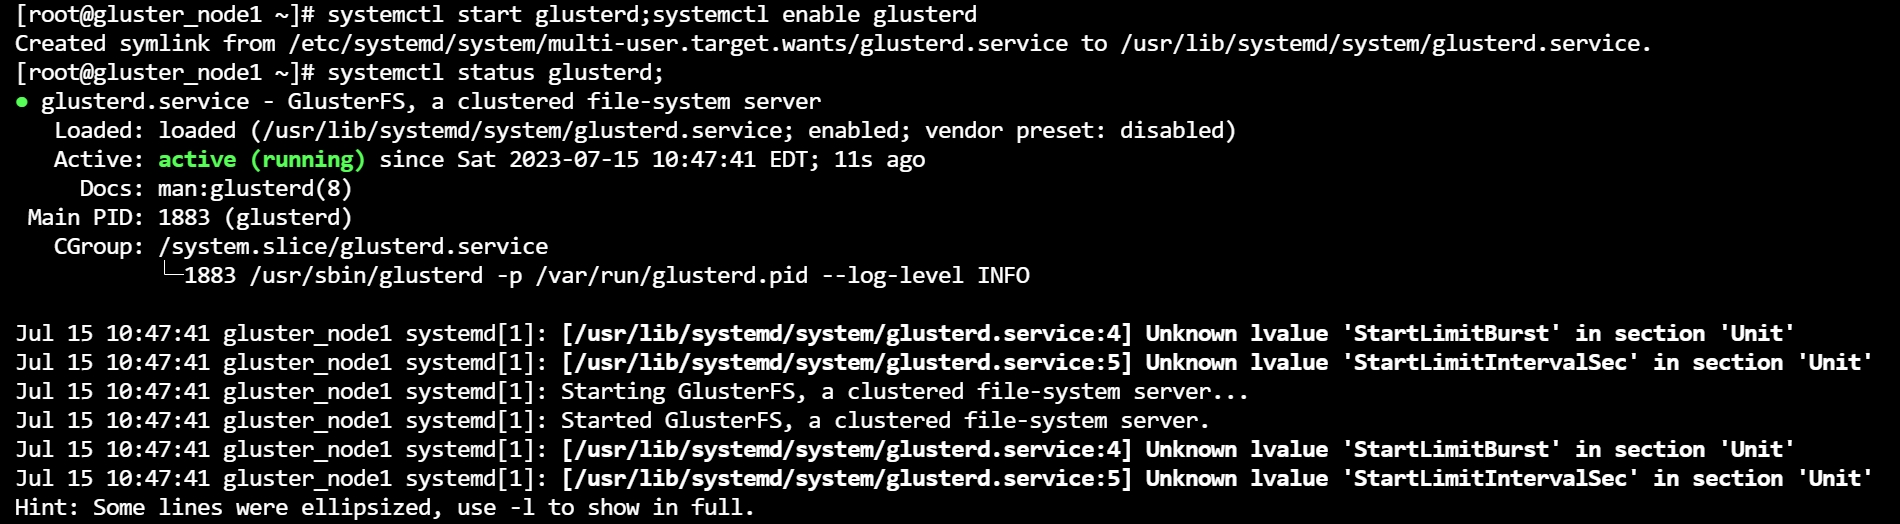 [root@gluster_node1 ~]# systemctl start glusterd;systemctl enable glusterd
Created symlink from /etc/systemd/system/multi-user.target.wants/glusterd.service to /usr/lib/systemd/system/glusterd.service.
[root@gluster_node1 ~]# systemctl status glusterd;
● glusterd.service - GlusterFS, a clustered file-system server
   Loaded: loaded (/usr/lib/systemd/system/glusterd.service; enabled; vendor preset: disabled)
   Active: active (running) since Sat 2023-07-15 10:47:41 EDT; 11s ago
     Docs: man:glusterd(8)
 Main PID: 1883 (glusterd)
   CGroup: /system.slice/glusterd.service
           └─1883 /usr/sbin/glusterd -p /var/run/glusterd.pid --log-level INFO

Jul 15 10:47:41 gluster_node1 systemd[1]: [/usr/lib/systemd/system/glusterd.service:4] Unknown lvalue 'StartLimitBurst' in section 'Unit'
Jul 15 10:47:41 gluster_node1 systemd[1]: [/usr/lib/systemd/system/glusterd.service:5] Unknown lvalue 'StartLimitIntervalSec' in section 'Unit'
Jul 15 10:47:41 gluster_node1 systemd[1]: Starting GlusterFS, a clustered file-system server...
Jul 15 10:47:41 gluster_node1 systemd[1]: Started GlusterFS, a clustered file-system server.
Jul 15 10:47:41 gluster_node1 systemd[1]: [/usr/lib/systemd/system/glusterd.service:4] Unknown lvalue 'StartLimitBurst' in section 'Unit'
Jul 15 10:47:41 gluster_node1 systemd[1]: [/usr/lib/systemd/system/glusterd.service:5] Unknown lvalue 'StartLimitIntervalSec' in section 'Unit'
Hint: Some lines were ellipsized, use -l to show in full.